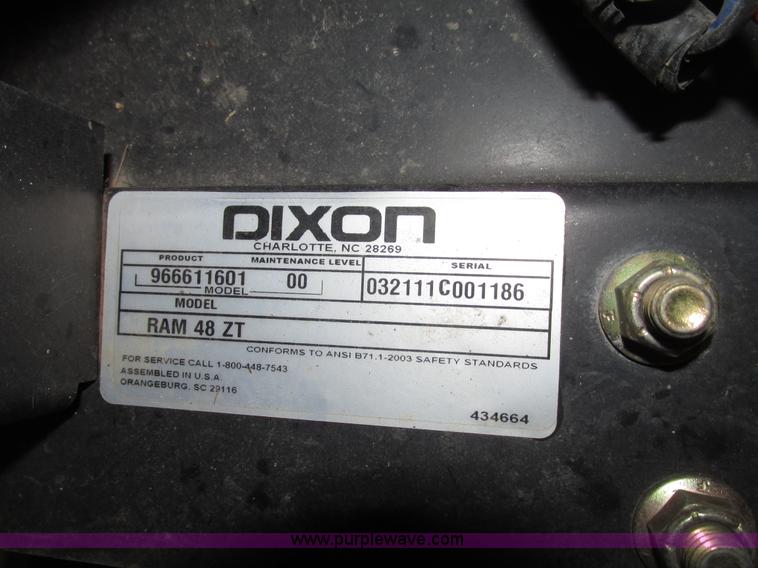 DIXON
CHARLOTTE, NC 28269
PRODUCT MAINTENANCE LEVEL SERIAL
966611601 00 032111C001186
MODEL
MODEL
RAM 48 ZT
CONFORMS TO ANSI B71.1-2003 SAFETY STANDARDS
FOR SERVICE CALL 1-800-448-7543
ASSEMBLED IN U.S.A.
ORANGEBURG, SC 29116
434664
www.purplewave.com